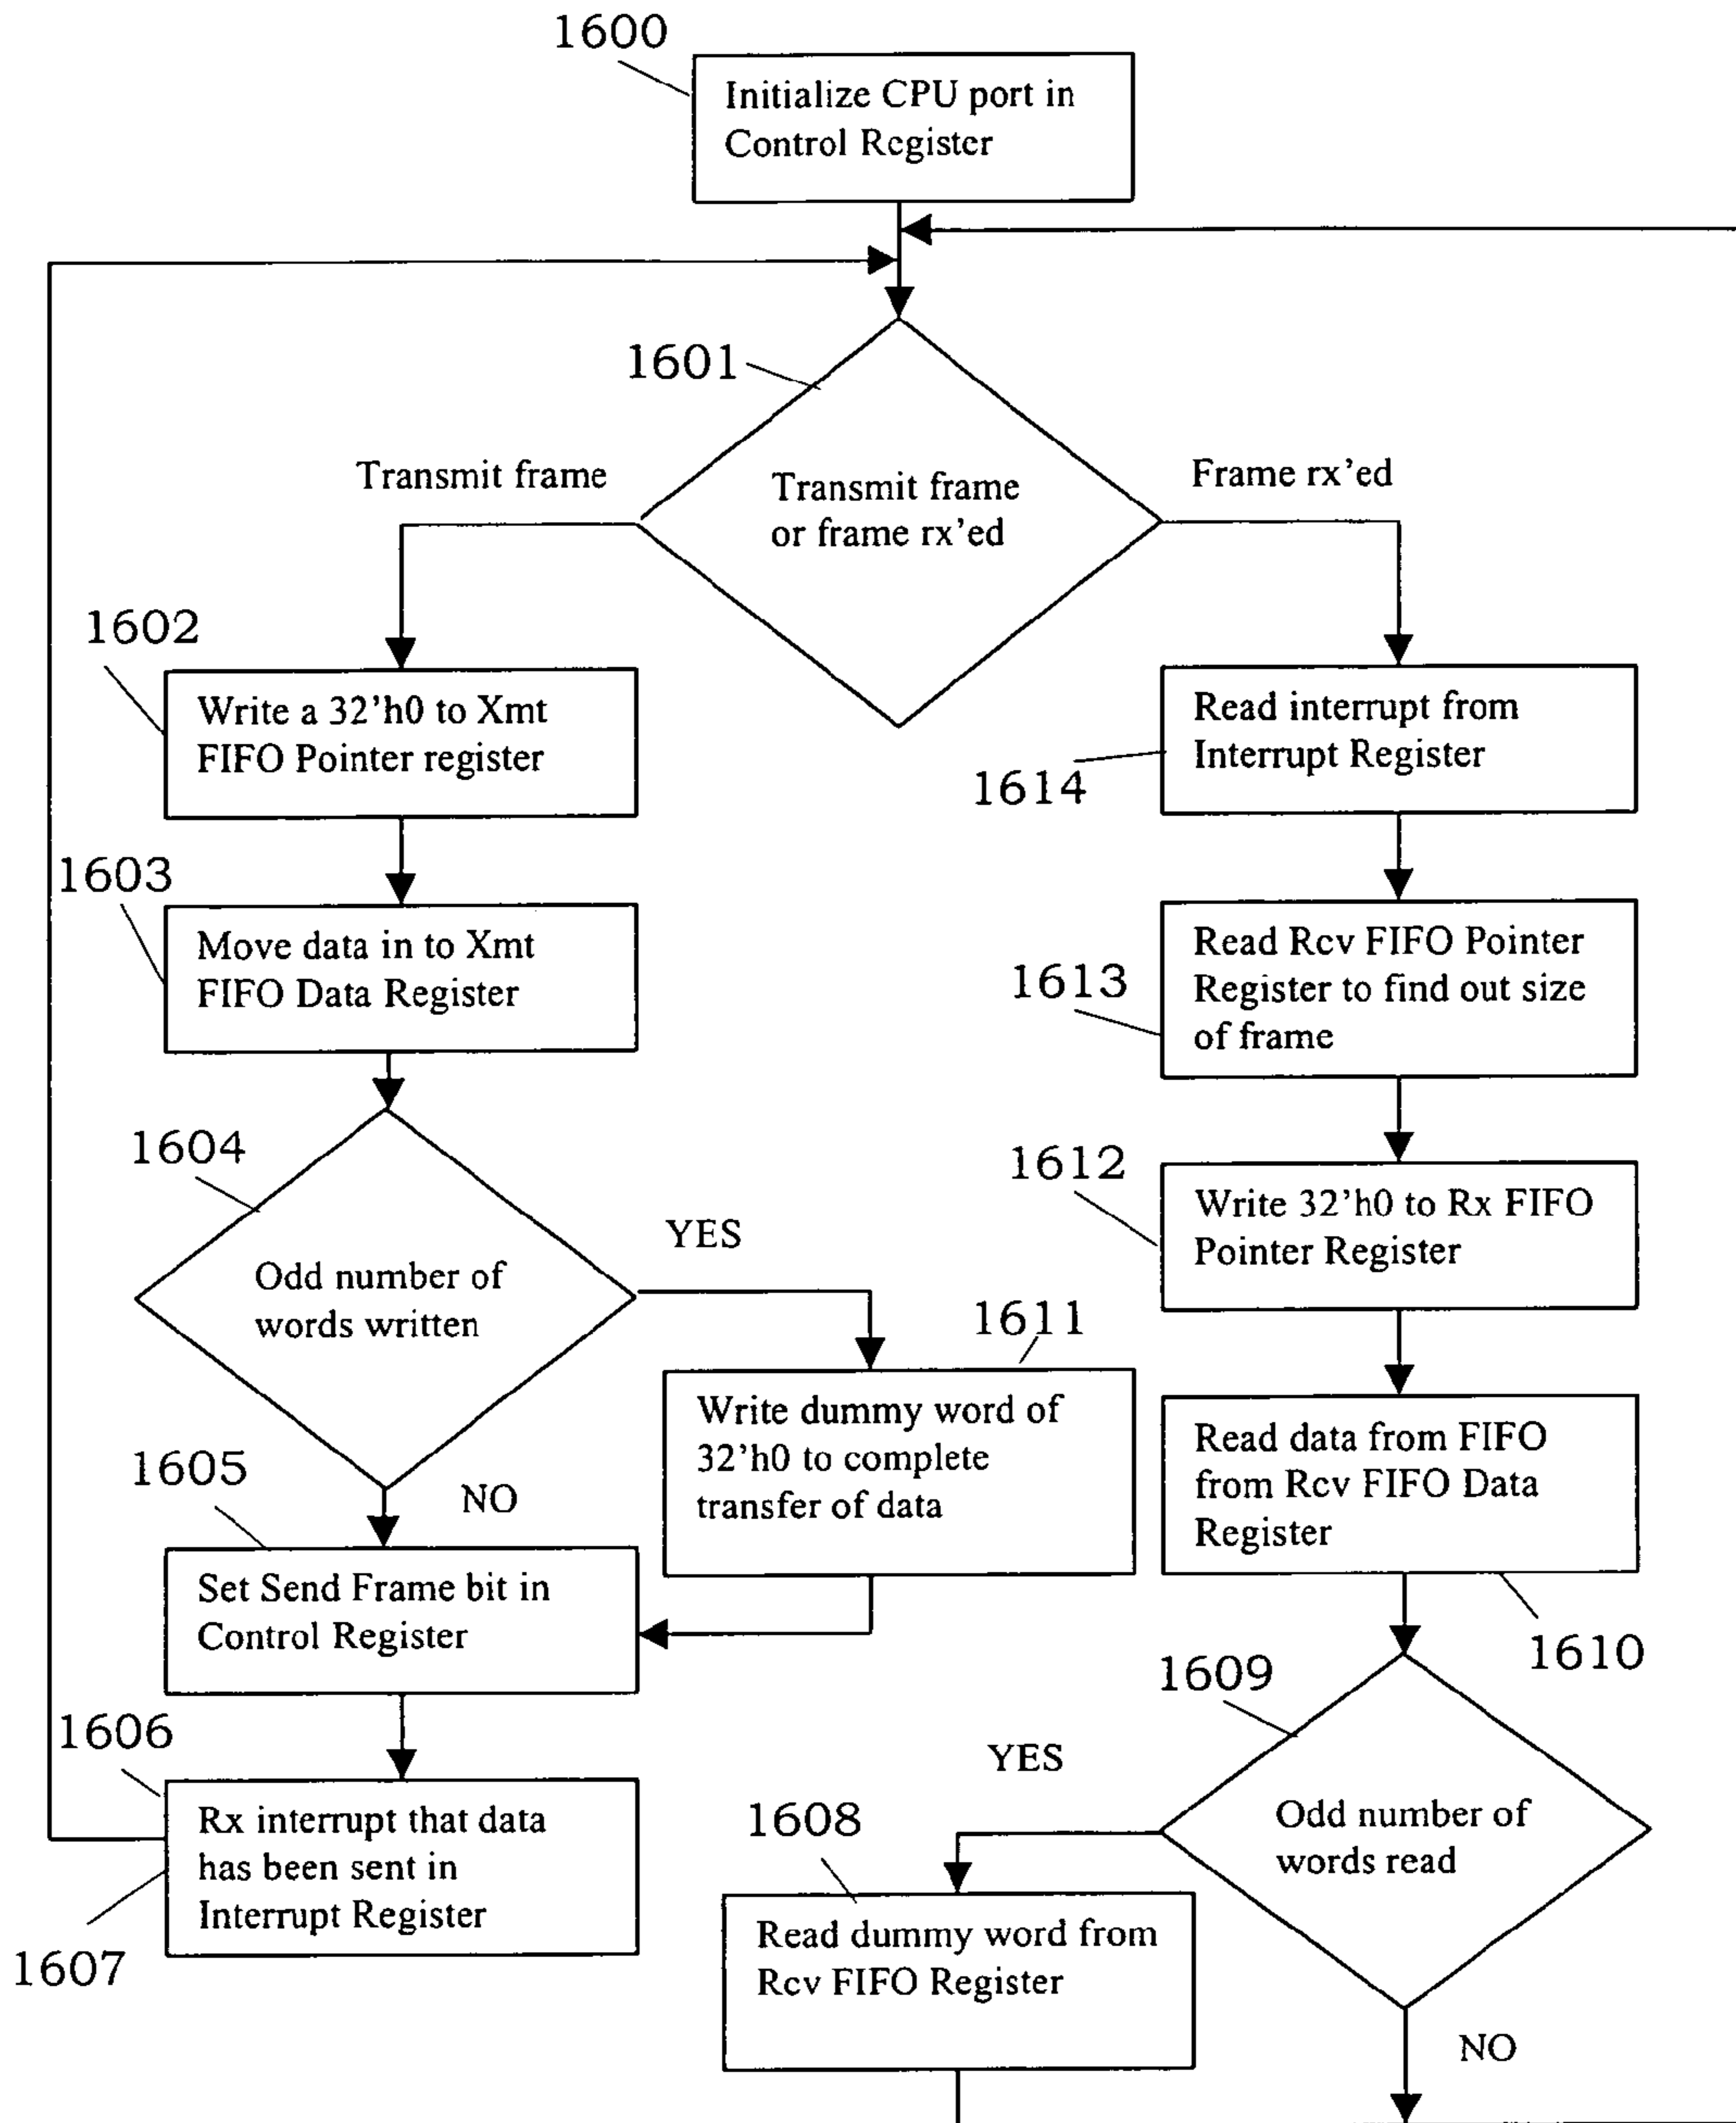 1600
Initialize CPU port in
Control Register
1601
Transmit frame
Transmit frame
or frame rx'ed
Frame rx'ed
1602
Write a 32'h0 to Xmt
FIFO Pointer register
Read interrupt from
Interrupt Register
1614
1603
Move data in to Xmt
FIFO Data Register
Read Rcv FIFO Pointer
Register to find out size
of frame
1613
1604
Odd number of
words written
YES
1612
Write 32'h0 to Rx FIFO
Pointer Register
1611
Write dummy word of
32'h0 to complete
transfer of data
Read data from FIFO
from Rcv FIFO Data
Register
1610
1605
NO
Set Send Frame bit in
Control Register
1609
Odd number of
words read
YES
1606
Rx interrupt that data
has been sent in
Interrupt Register
1607
1608
Read dummy word from
Rcv FIFO Register
NO